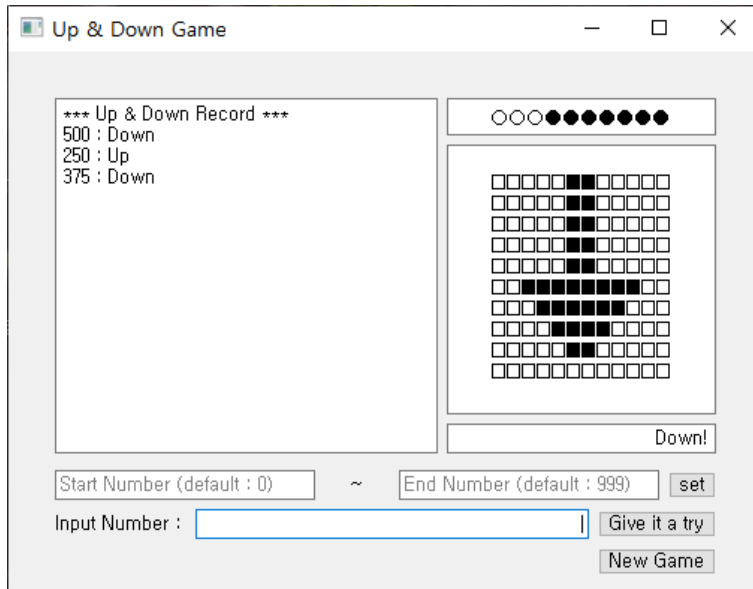 Up & Down Game
*** Up & Down Record ***
500 : Down
250 : Up
375 : Down
○○○●●●●●●●
□□□□□■■□□□□□
□□□□□■■□□□□□
□□□□□■■□□□□□
□□□□□■■□□□□□
□□□□□■■□□□□□
□□■■■■■■■■□□
□□□■■■■■■□□□
□□□□■■■■□□□□
□□□□□■■□□□□□
□□□□□□□□□□□□
Down!
Start Number (default : 0) ~ End Number (default : 999) set
Input Number : Give it a try
New Game